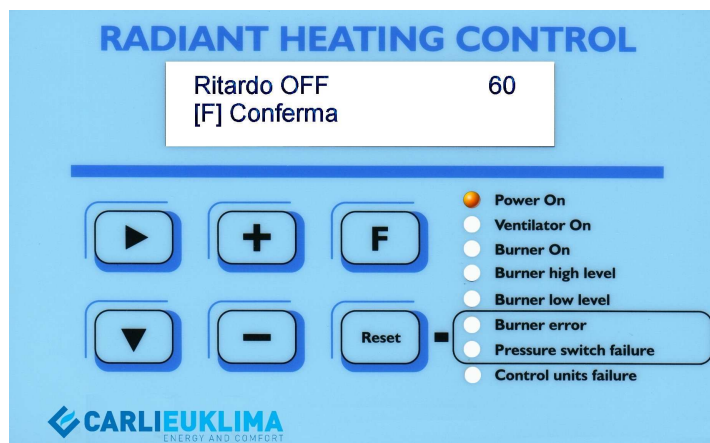 RADIANT HEATING CONTROL
Ritardo OFF 60
[F] Conferma
F
Reset
Power On
Ventilator On
Burner On
Burner high level
Burner low level
Burner error
Pressure switch failure
Control units failure
CARLIEUKLIMA
ENERGY AND COMFORT